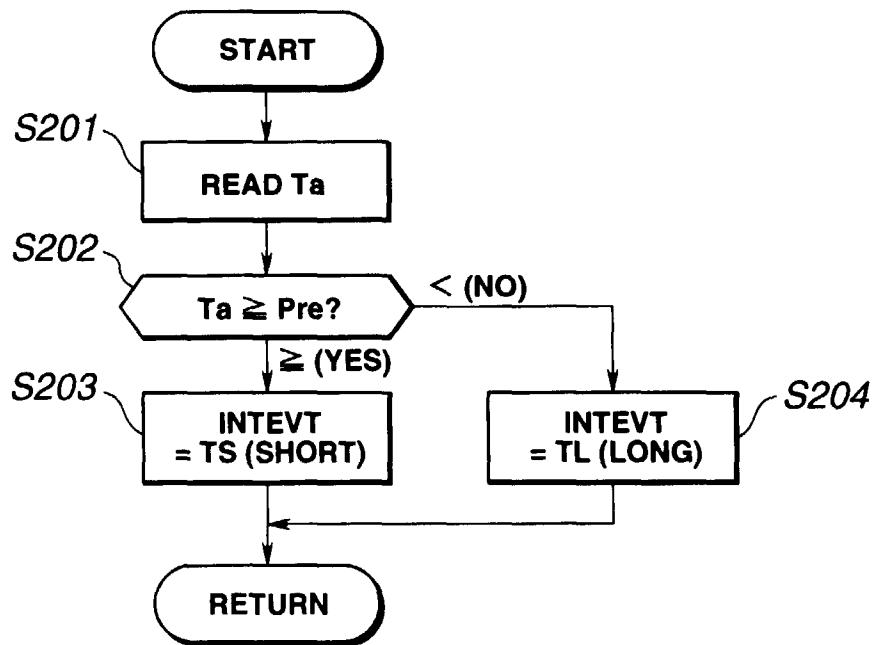 START
S201
READ Ta
S202
Ta ≧ Pre?
< (NO)
≧ (YES)
S203
INTEVT
= TS (SHORT)
INTEVT
= TL (LONG)
S204
RETURN